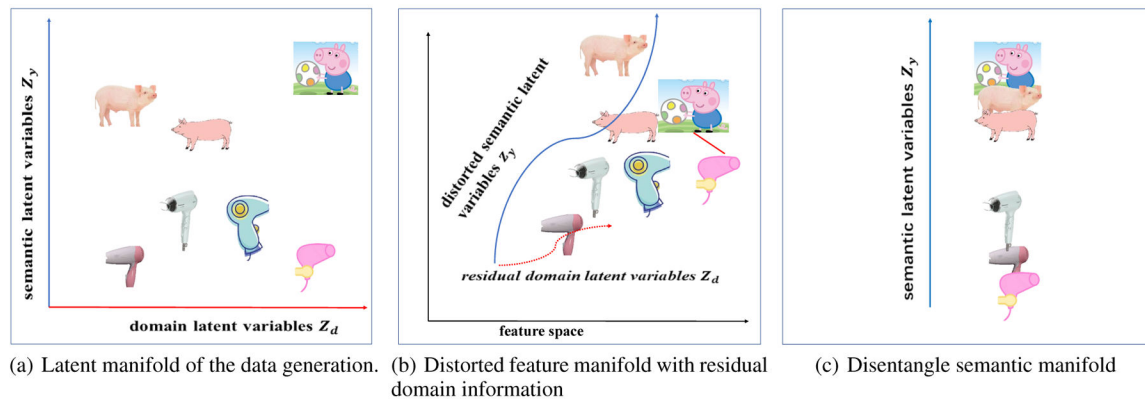 semantic latent variables Z_y
domain latent variables Z_d
(a) Latent manifold of the data generation.
distorted semantic latent
variables Z_y
residual domain latent variables Z_d
feature space
(b) Distorted feature manifold with residual
domain information
semantic latent variables Z_y
(c) Disentangle semantic manifold